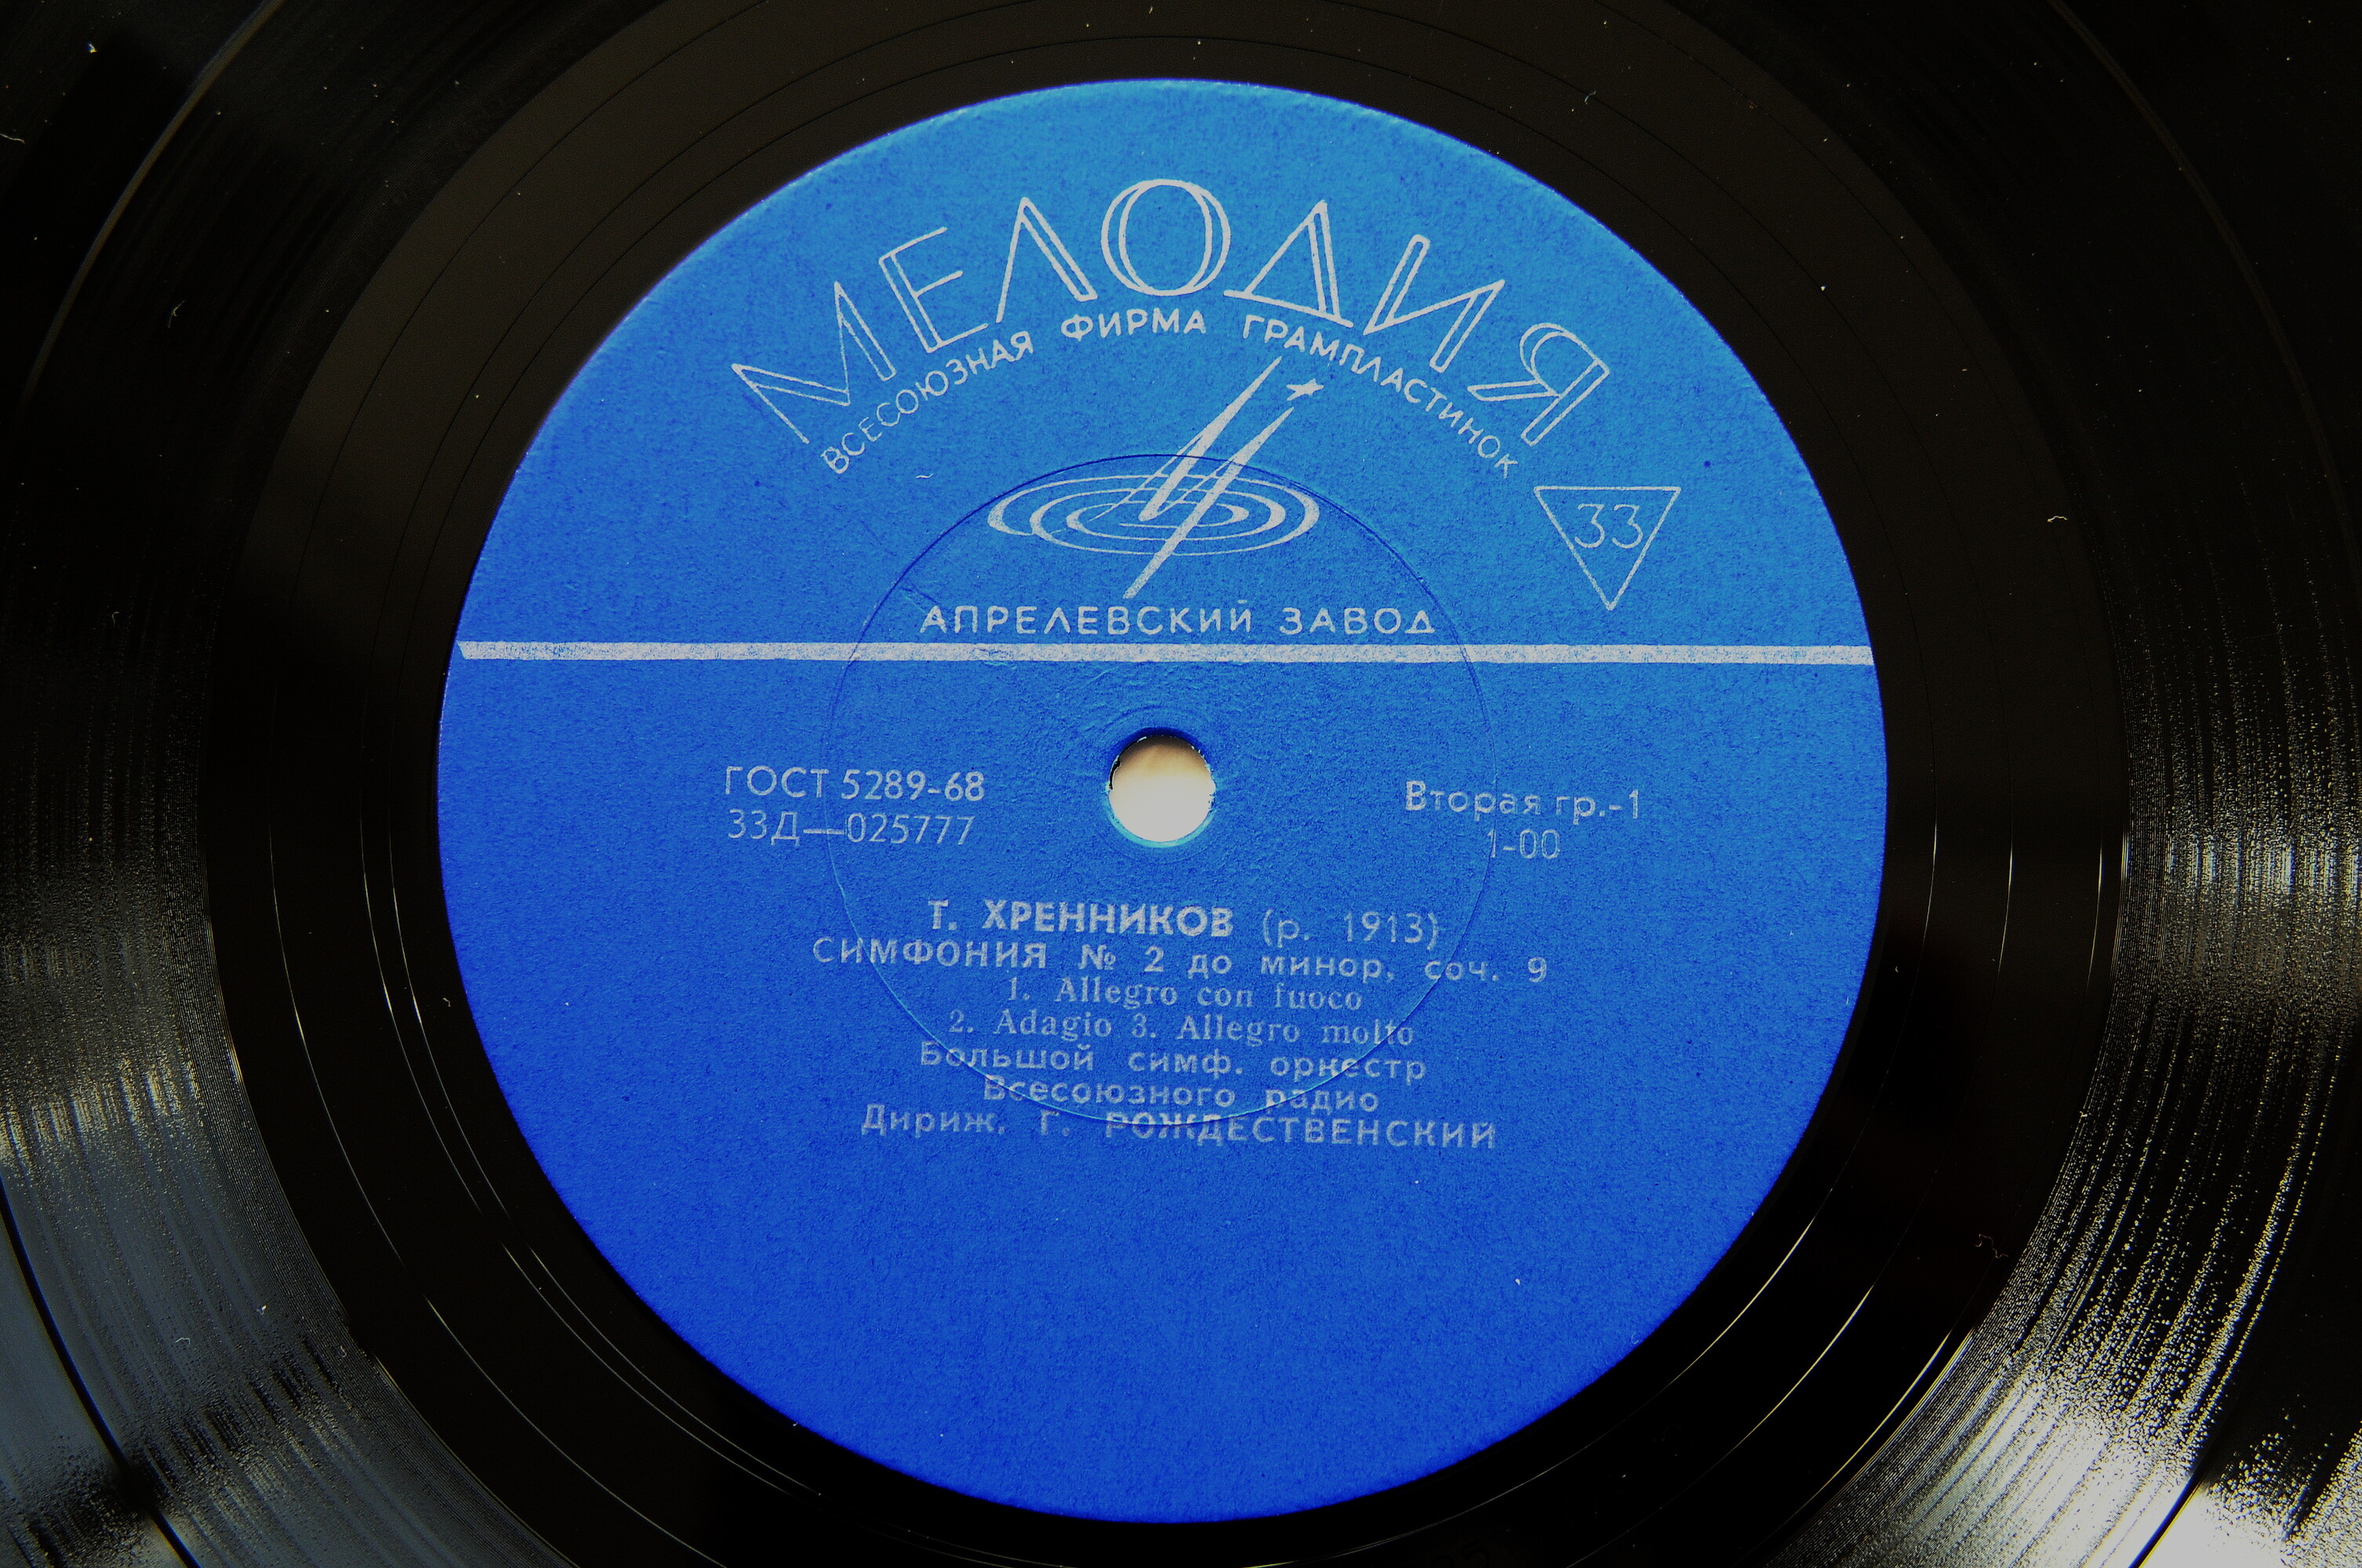 МЕЛОДИЯ
ВСЕСОЮЗНАЯ ФИРМА ГРАМПЛАСТИНОК
33
АПРЕЛЕВСКИЙ ЗАВОД
ГОСТ 5289-68
33Д—025777
Вторая гр.-1
1-00
Т. ХРЕННИКОВ (р. 1913)
СИМФОНИЯ № 2 до минор, соч. 9
1. Allegro con fuoco
2. Adagio 3. Allegro molto
Большой симф. оркестр
Всесоюзного радио
Дириж. Г. РОЖДЕСТВЕНСКИЙ